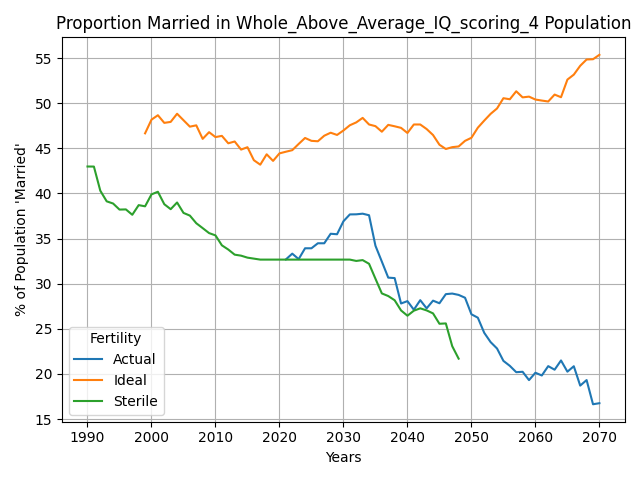 Proportion Married in Whole_Above_Average_IQ_scoring_4 Population
% of Population 'Married'
55
50
45
40
35
30
25
20
15
Fertility
Actual
Ideal
Sterile
1990 2000 2010 2020 2030 2040 2050 2060 2070
Years